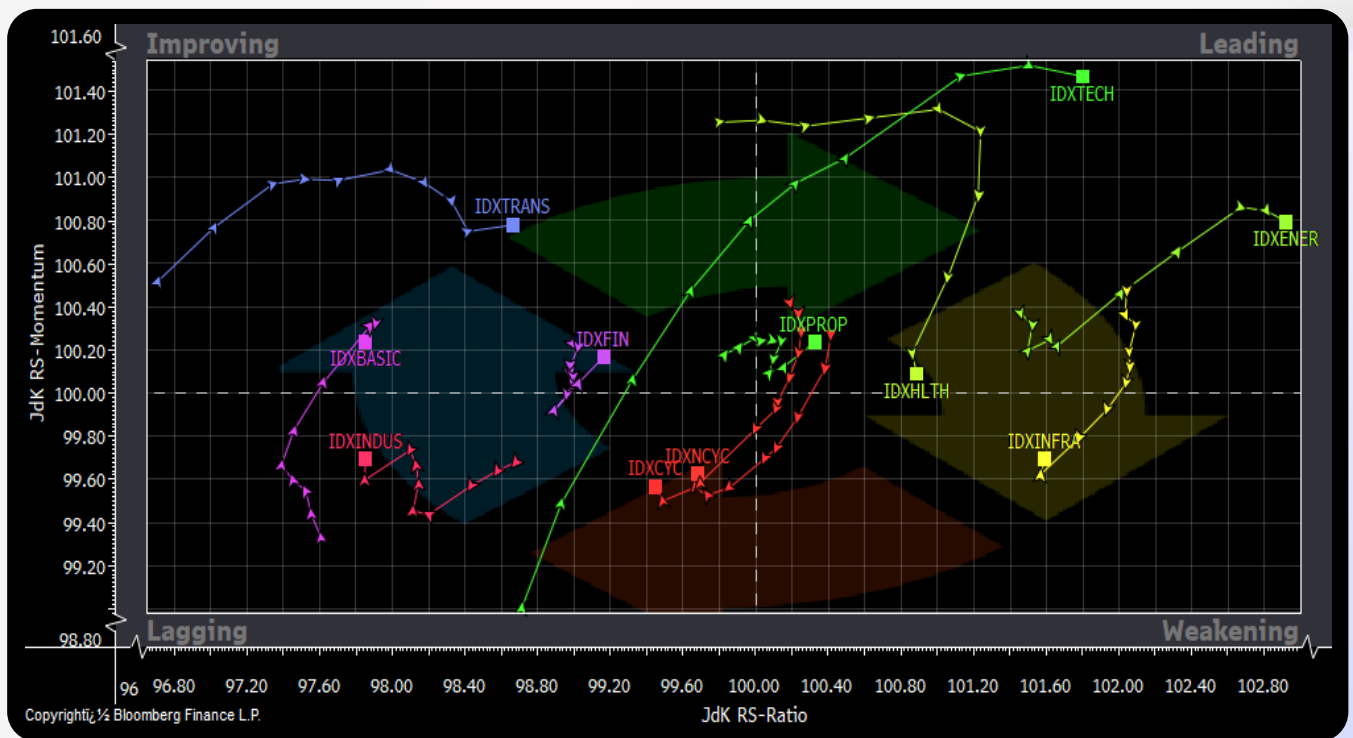 101.60
Improving
Leading
101.40
IDXTECH
101.20
101.00
IDXTRANS
100.80
IDXENER
100.60
100.40
IDXPROP
IDXFIN
100.20
IDXBASIC
IDXHLTH
100.00
99.80
IDXINDUS
IDXINFRA
IDXNCYC
IDXCYC
99.60
99.40
99.20
98.80
Lagging
Weakening
JdK RS-Momentum
96 96.80 97.20 97.60 98.00 98.40 98.80 99.20 99.60 100.00 100.40 100.80 101.20 101.60 102.00 102.40 102.80
Copyrightï¿½ Bloomberg Finance L.P.
JdK RS-Ratio